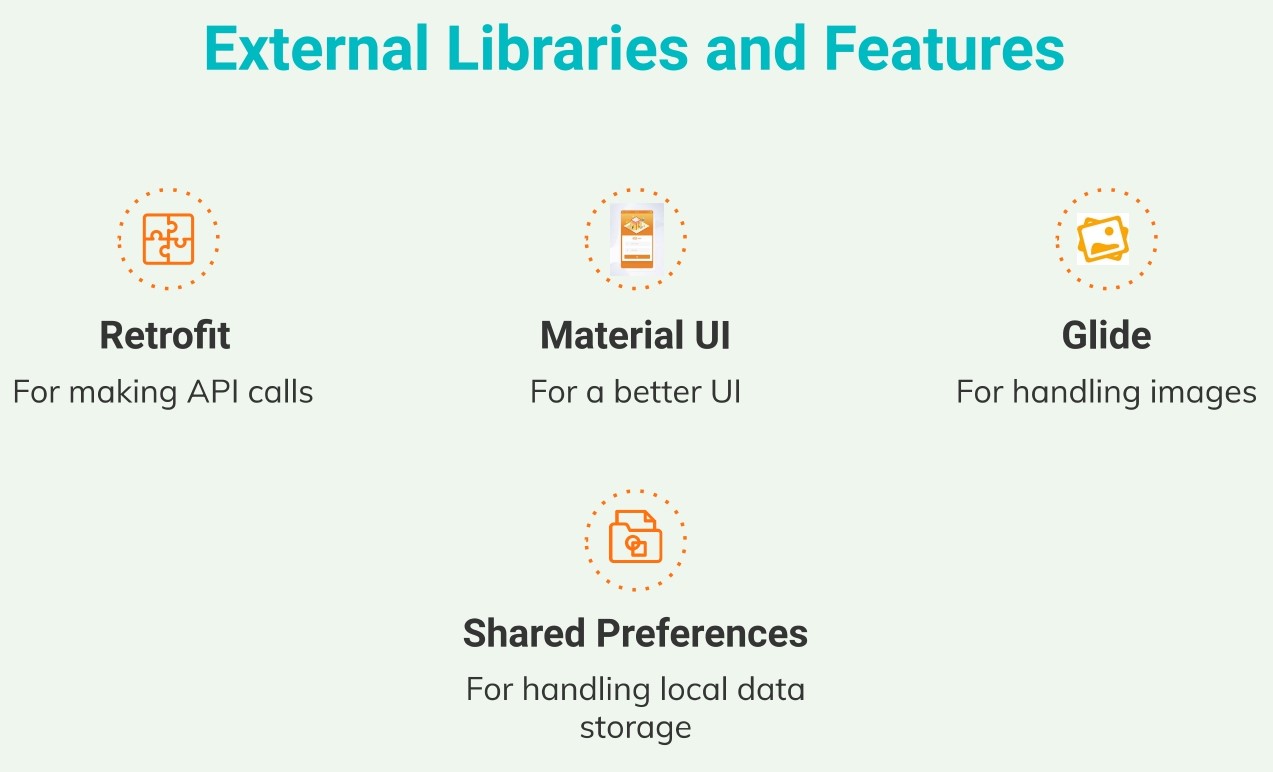 External Libraries and Features
Retrofit
For making API calls
Material UI
For a better UI
Glide
For handling images
Shared Preferences
For handling local data
storage